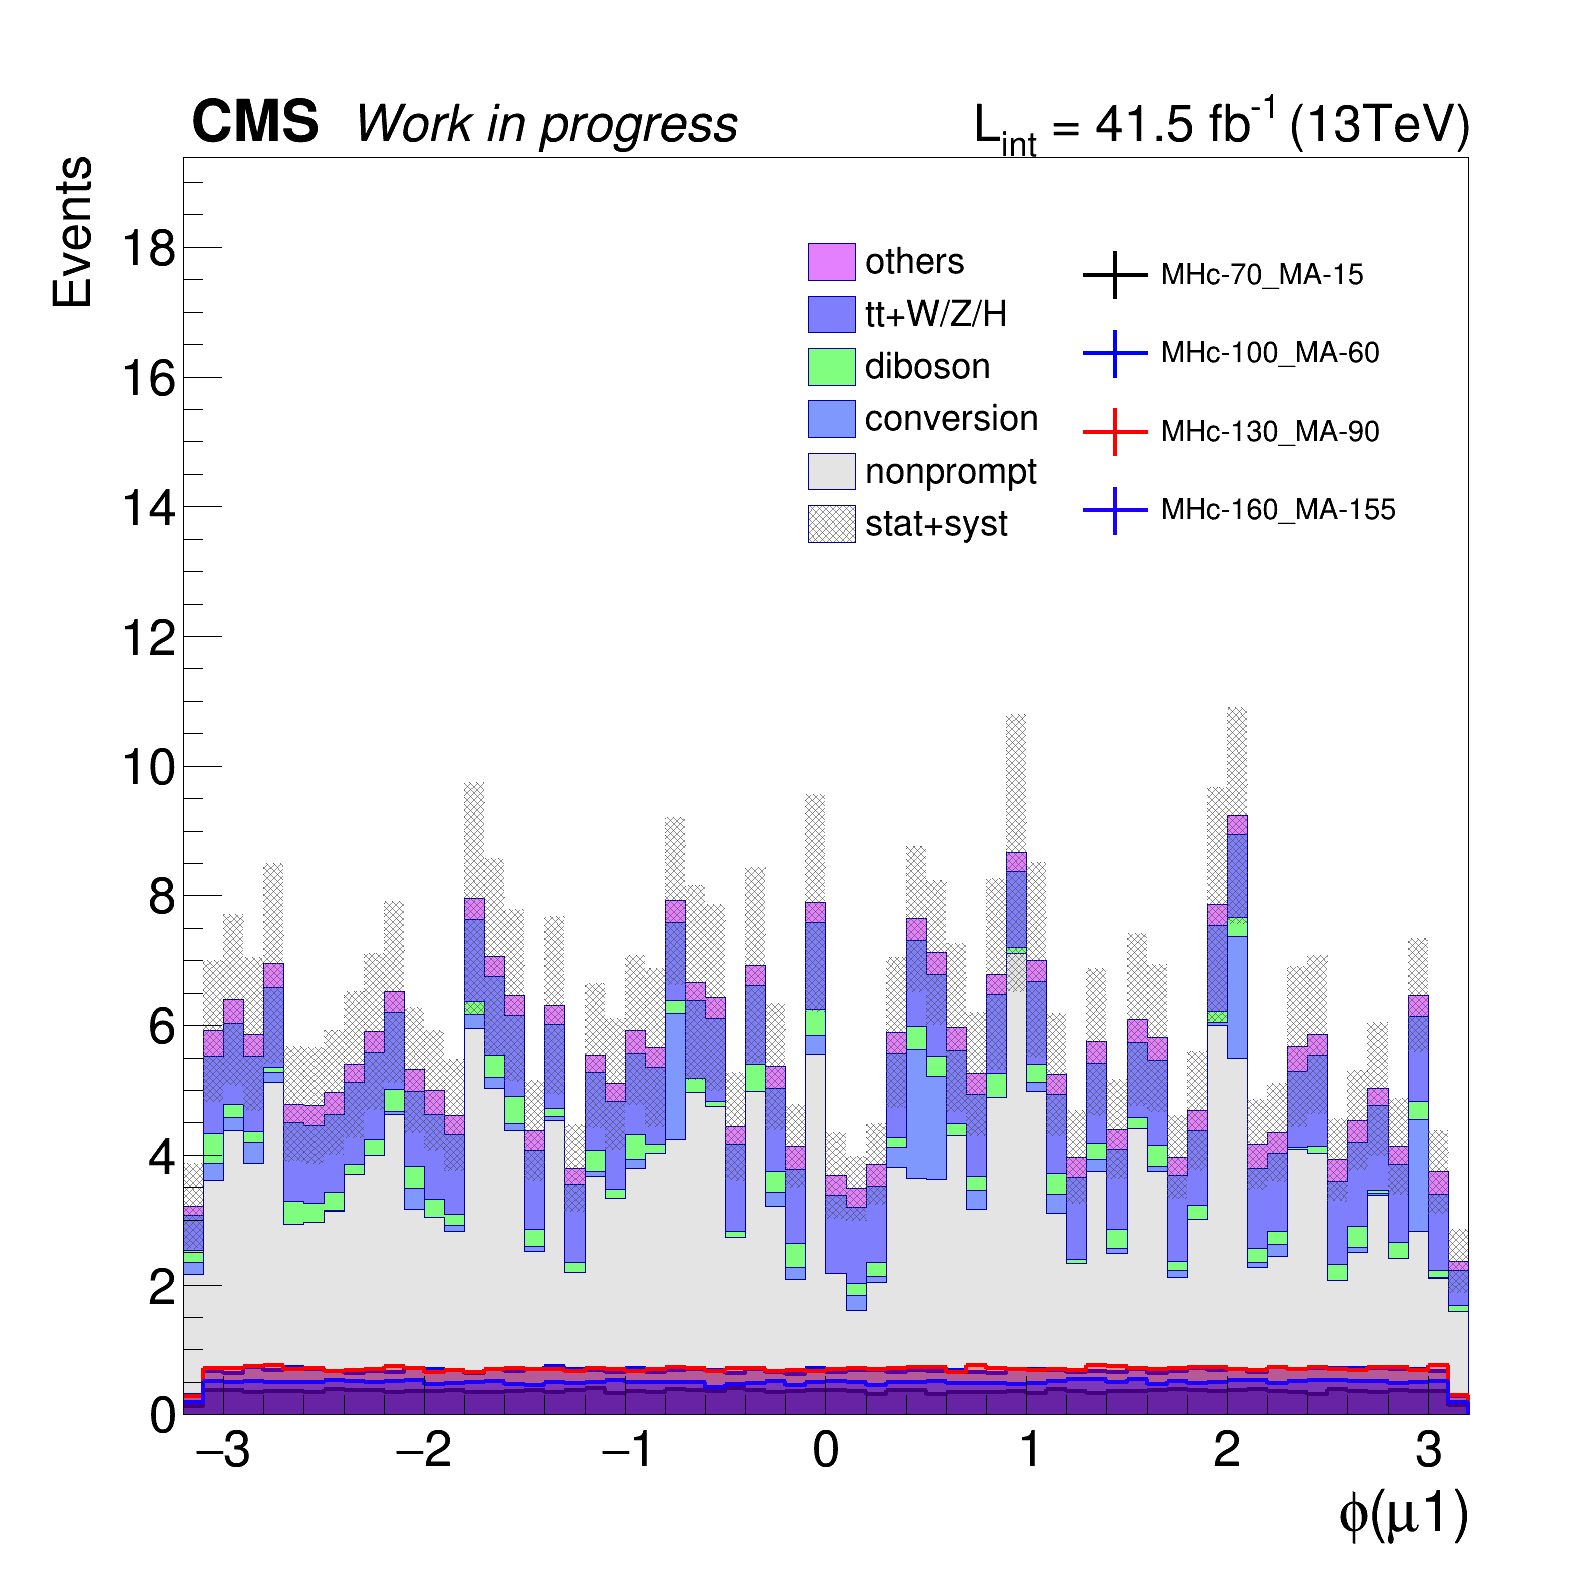 CMS Work in progress
L_int = 41.5 fb^-1 (13TeV)
Events
18
16
14
12
10
8
6
4
2
0
others
tt+W/Z/H
diboson
conversion
nonprompt
stat+syst
MHc-70_MA-15
MHc-100_MA-60
MHc-130_MA-90
MHc-160_MA-155
−3 −2 −1 0 1 2 3
ϕ(μ1)